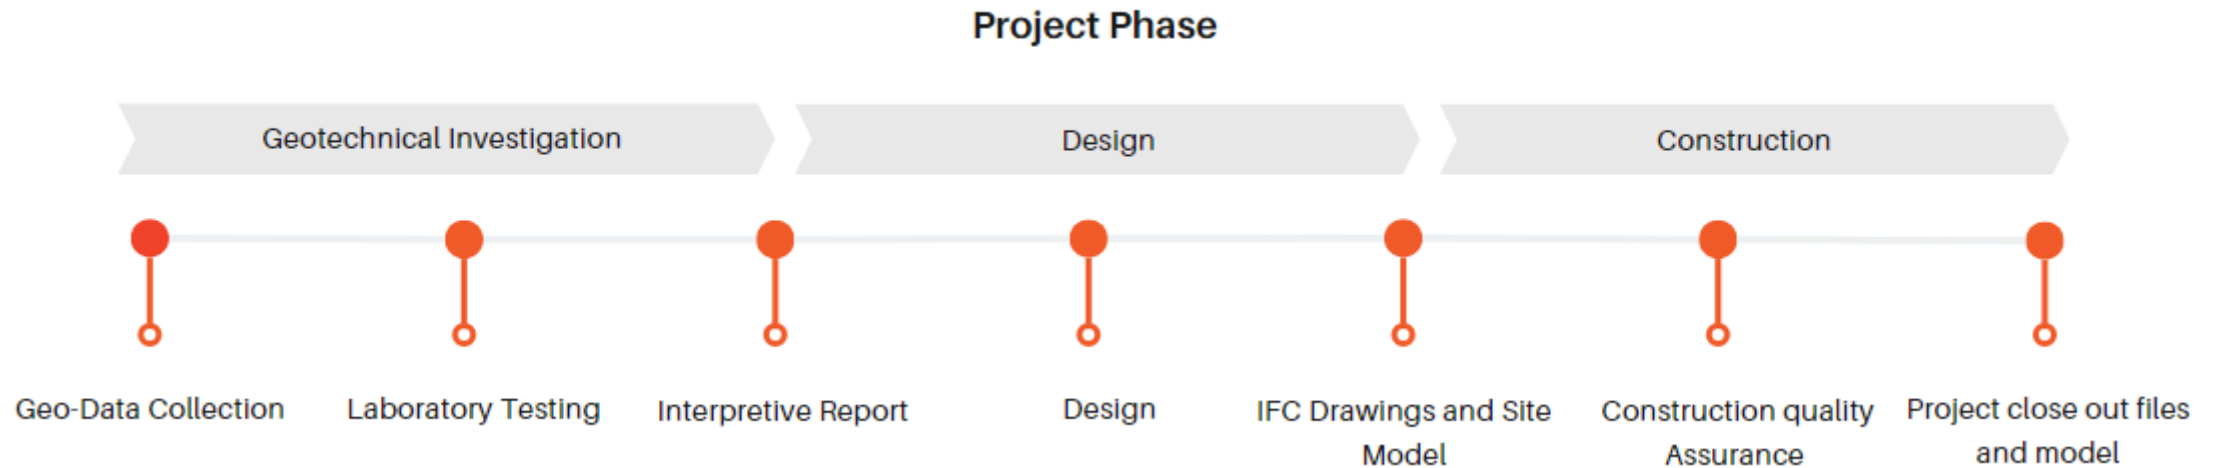 Project Phase
Geotechnical Investigation
Design
Construction
Geo-Data Collection
Laboratory Testing
Interpretive Report
Design
IFC Drawings and Site
Model
Construction quality
Assurance
Project close out files
and model